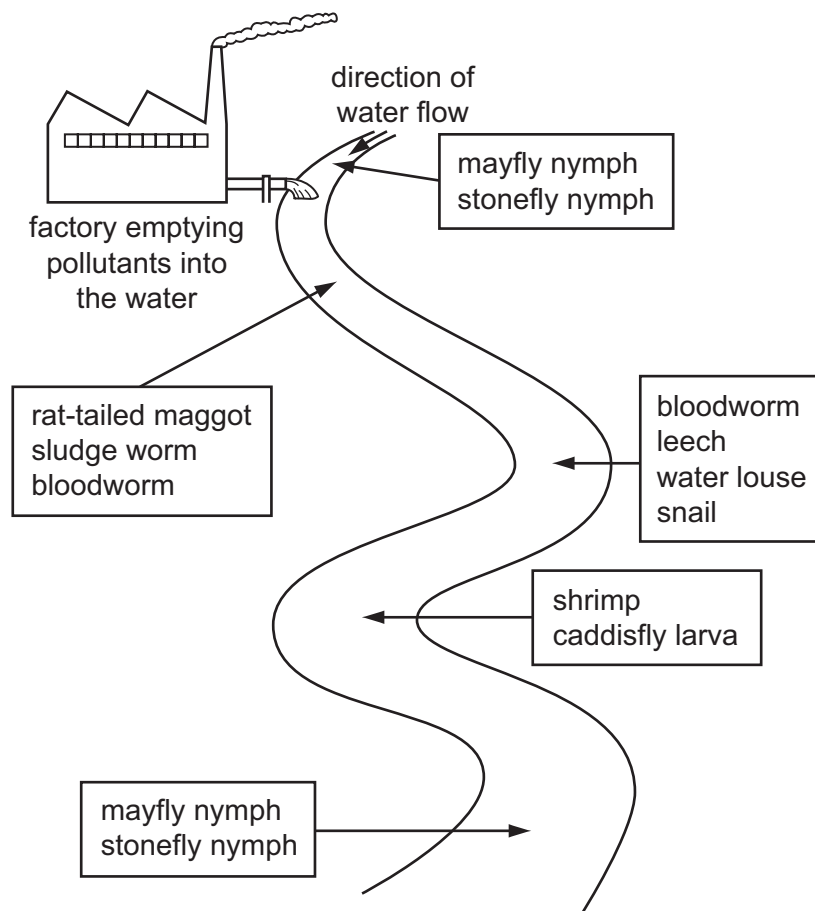 direction of
water flow
mayfly nymph
stonefly nymph
factory emptying
pollutants into
the water
rat-tailed maggot
sludge worm
bloodworm
bloodworm
leech
water louse
snail
shrimp
caddisfly larva
mayfly nymph
stonefly nymph